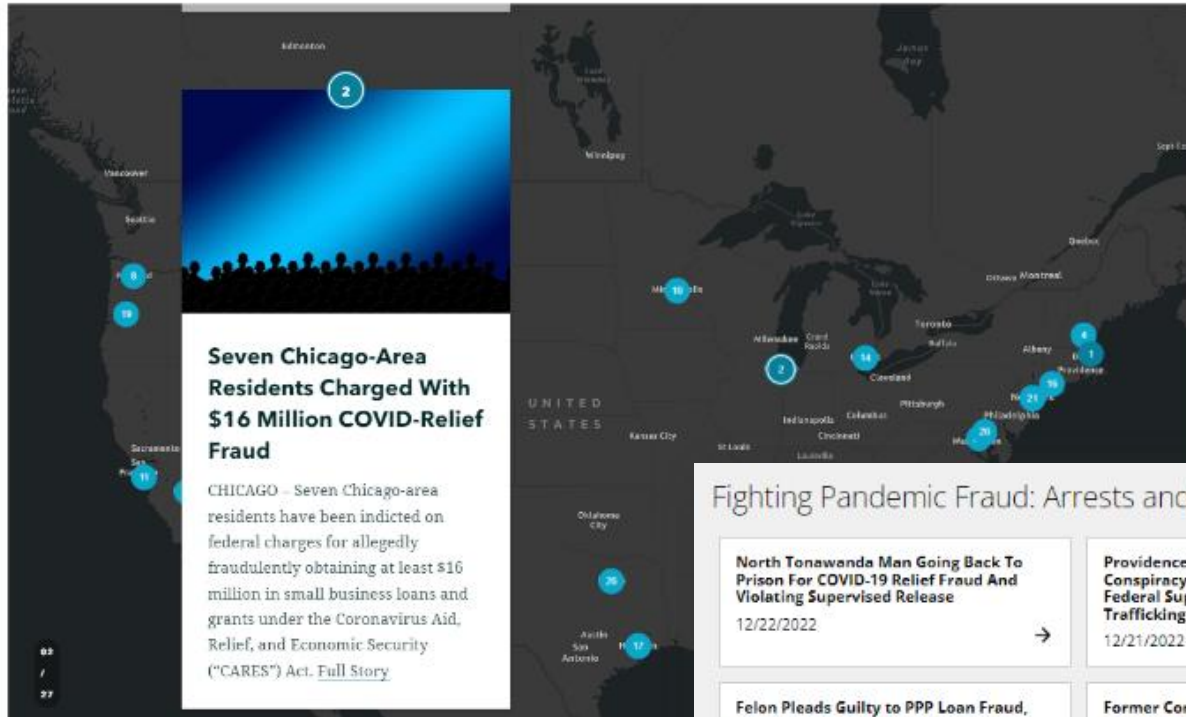 Edmonton
James
Bay
2
Winnipeg
Vancouver
Seattle
Quebec
8
Ottawa Montreal
10
19
Toronto
Milwaukee Grand
Rapids
Buffalo
Albany
4
1
2
14
Providence
Cleveland
16
21
Pittsburgh
Philadelphia
Seven Chicago-Area
Residents Charged With
$16 Million COVID-Relief
Fraud
UNITED
STATES
Indianapolis
Columbus
Cincinnati
20
Kansas City
St Louis
Louisville
Sacramento
San
11
CHICAGO – Seven Chicago-area
residents have been indicted on
federal charges for allegedly
fraudulently obtaining at least $16
million in small business loans and
grants under the Coronavirus Aid,
Relief, and Economic Security
(“CARES”) Act. Full Story
Oklahoma
City
26
Austin
San
Antonio
17
02
/
27
Fighting Pandemic Fraud: Arrests and
North Tonawanda Man Going Back To
Prison For COVID-19 Relief Fraud And
Violating Supervised Release
12/22/2022
Providence
Conspiracy
Federal Sup
Trafficking
12/21/2022
Felon Pleads Guilty to PPP Loan Fraud,
Former Con